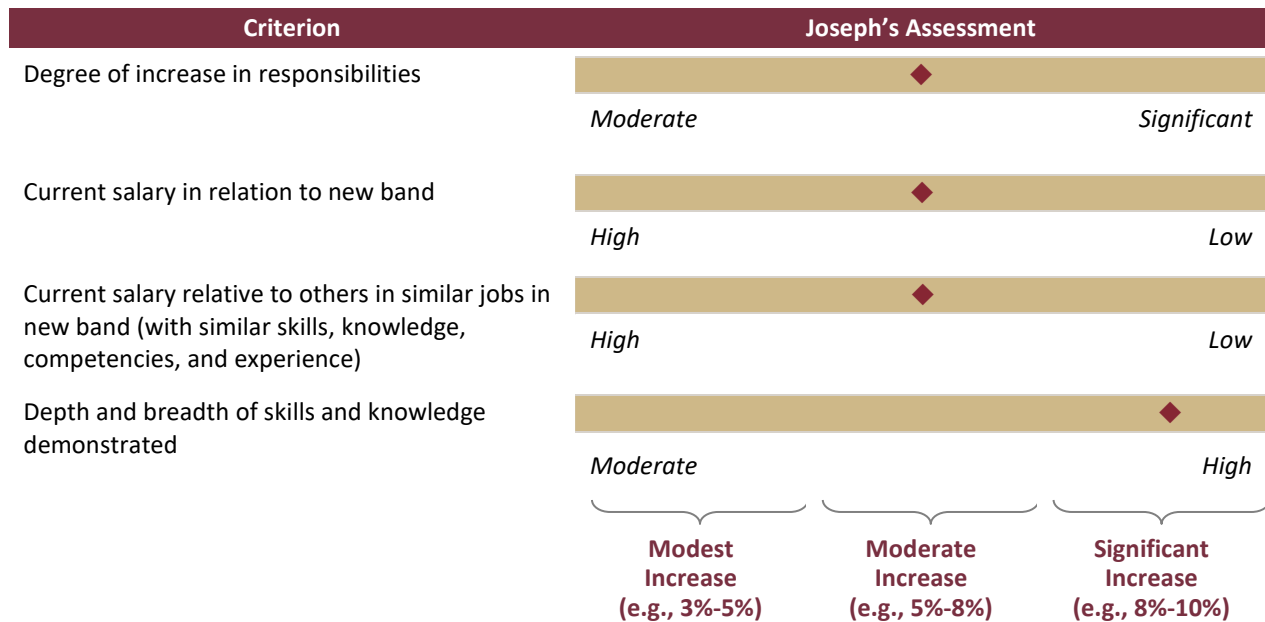 Criterion
Joseph’s Assessment
Degree of increase in responsibilities
Moderate
Significant
Current salary in relation to new band
High
Low
Current salary relative to others in similar jobs in
new band (with similar skills, knowledge,
competencies, and experience)
High
Low
Depth and breadth of skills and knowledge
demonstrated
Moderate
High
Modest
Increase
(e.g., 3%-5%)
Moderate
Increase
(e.g., 5%-8%)
Significant
Increase
(e.g., 8%-10%)